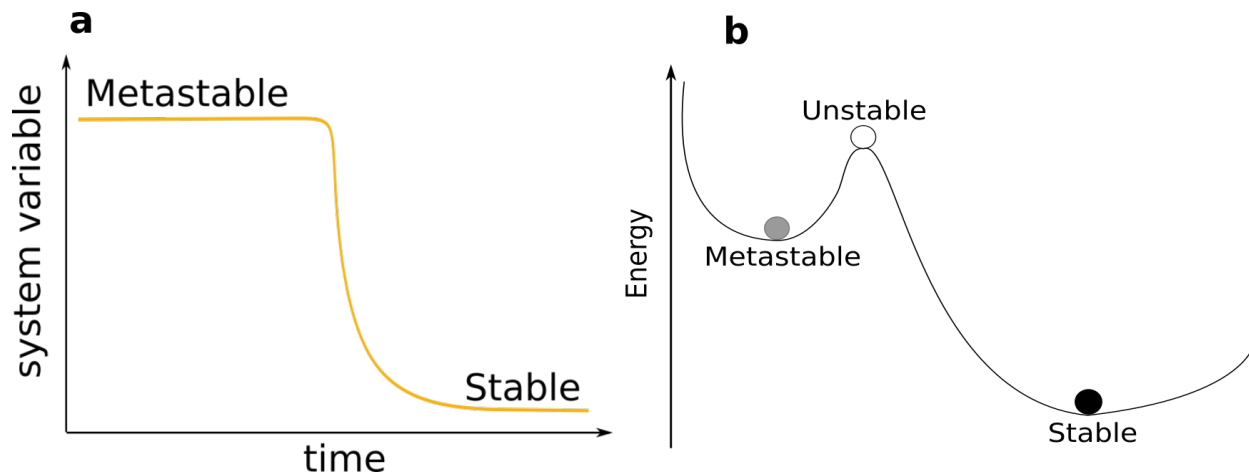 a
Metastable
system variable
Stable
time
b
Unstable
Metastable
Energy
Stable